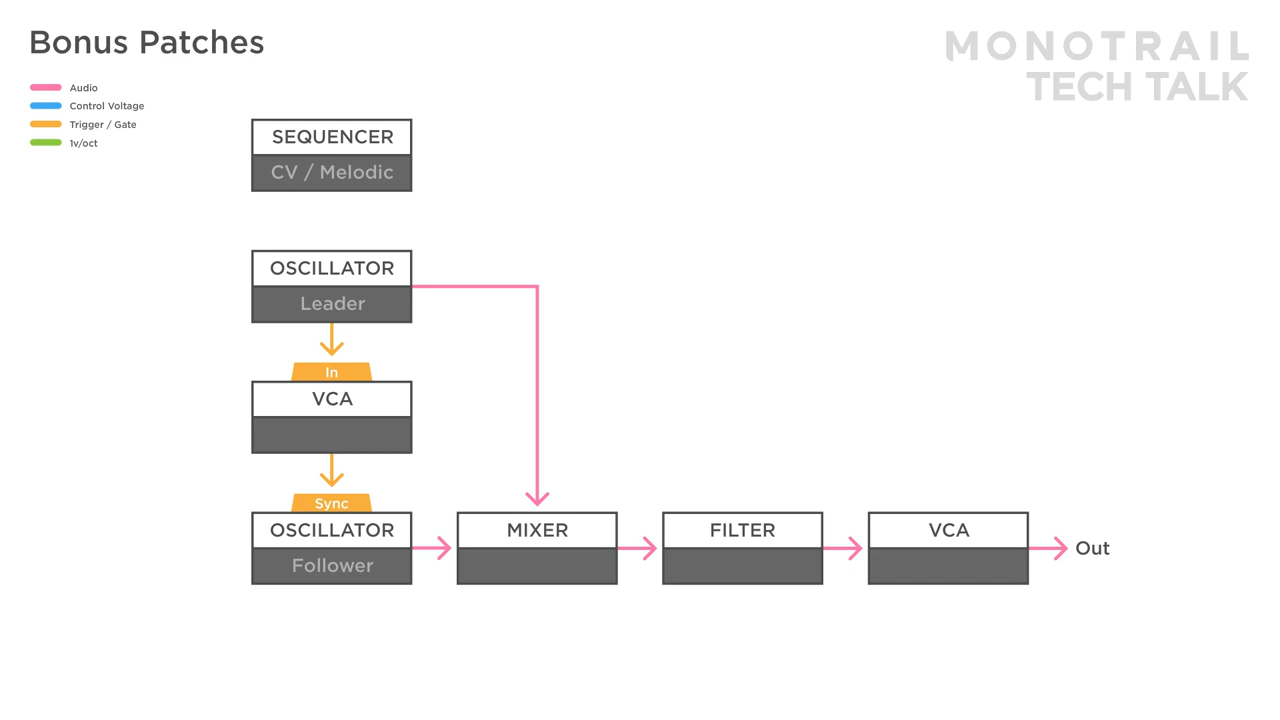 Bonus Patches
MONOTRAIL
TECH TALK
Audio
Control Voltage
Trigger / Gate
1v/oct
SEQUENCER
CV / Melodic
OSCILLATOR
Leader
In
VCA
Sync
OSCILLATOR
Follower
MIXER
FILTER
VCA
Out